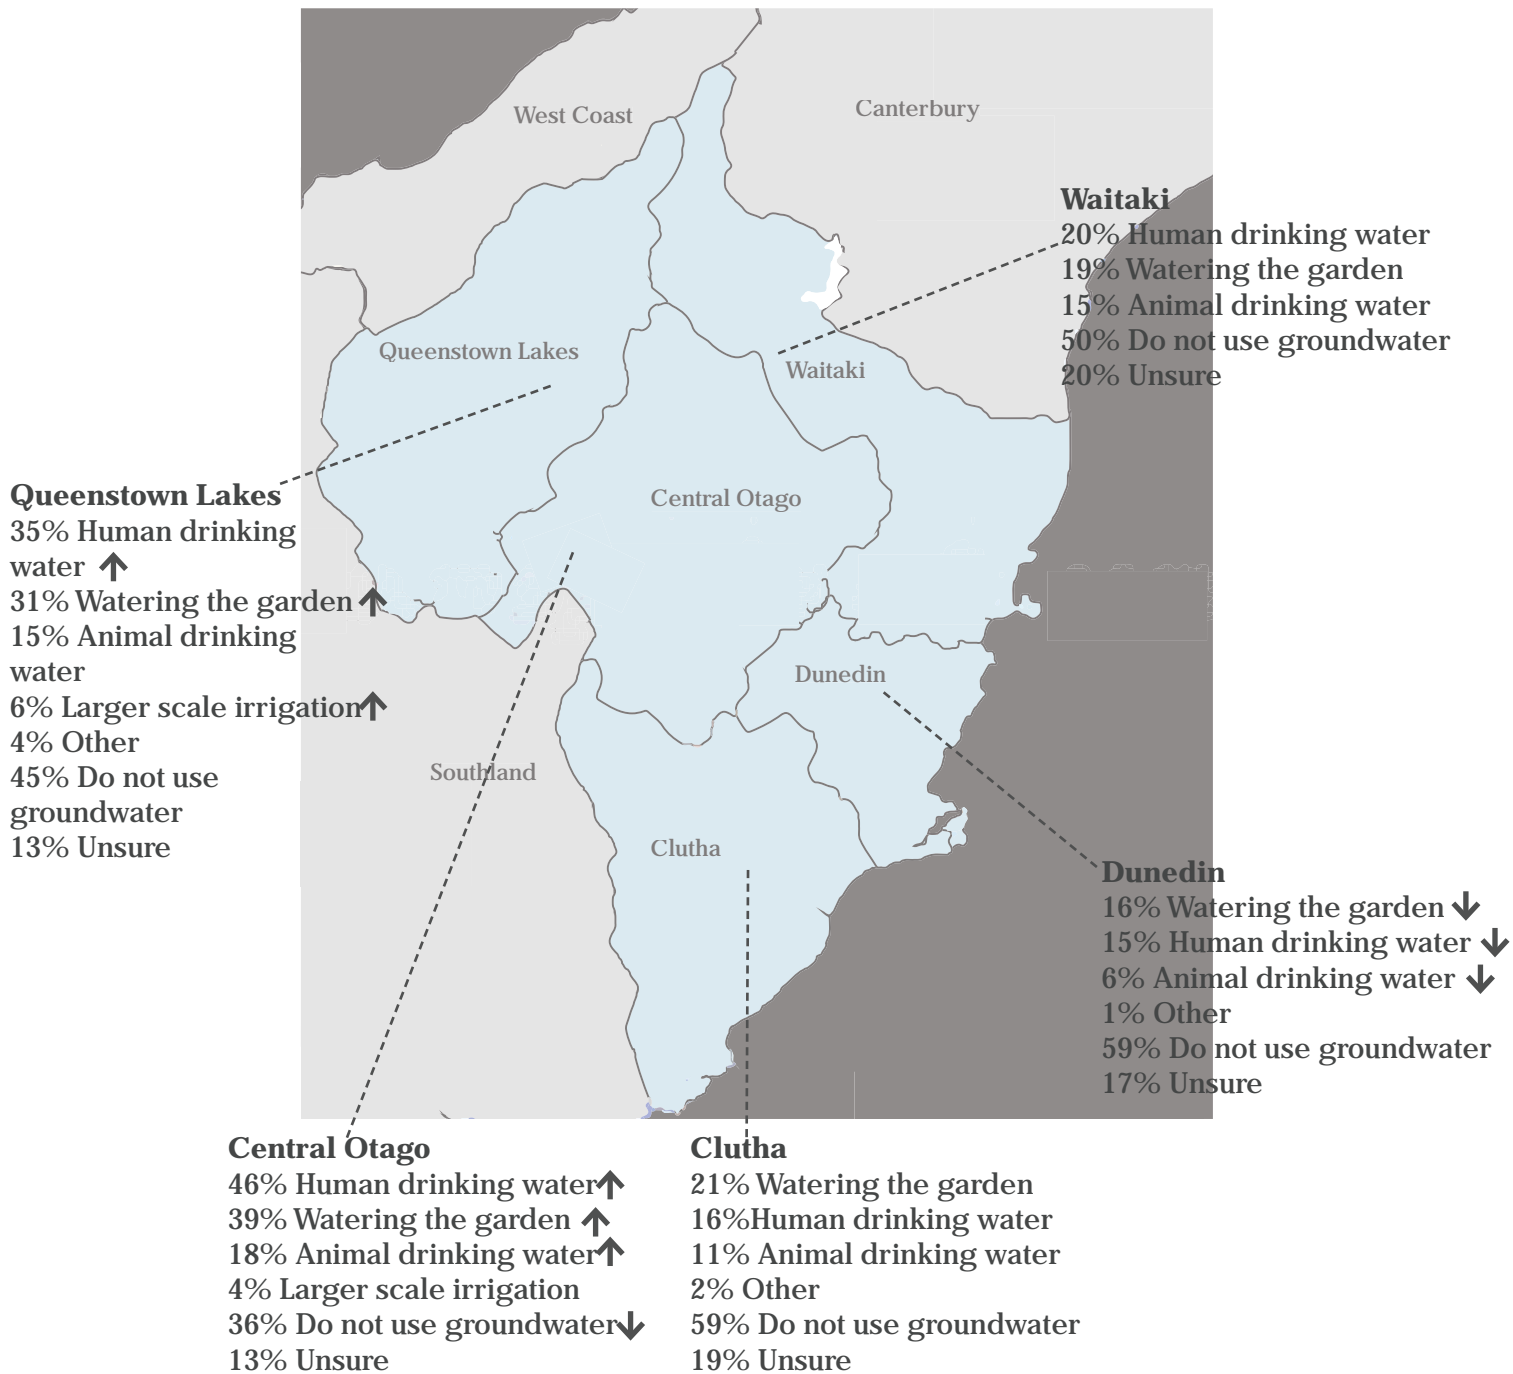 West Coast
Canterbury
Queenstown Lakes
Waitaki
Central Otago
Dunedin
Southland
Clutha
Waitaki
20% Human drinking water
19% Watering the garden
15% Animal drinking water
50% Do not use groundwater
20% Unsure
Queenstown Lakes
35% Human drinking
water ↑
31% Watering the garden ↑
15% Animal drinking
water
6% Larger scale irrigation ↑
4% Other
45% Do not use
groundwater
13% Unsure
Dunedin
16% Watering the garden ↓
15% Human drinking water ↓
6% Animal drinking water ↓
1% Other
59% Do not use groundwater
17% Unsure
Central Otago
46% Human drinking water ↑
39% Watering the garden ↑
18% Animal drinking water ↑
4% Larger scale irrigation
36% Do not use groundwater ↓
13% Unsure
Clutha
21% Watering the garden
16%Human drinking water
11% Animal drinking water
2% Other
59% Do not use groundwater
19% Unsure